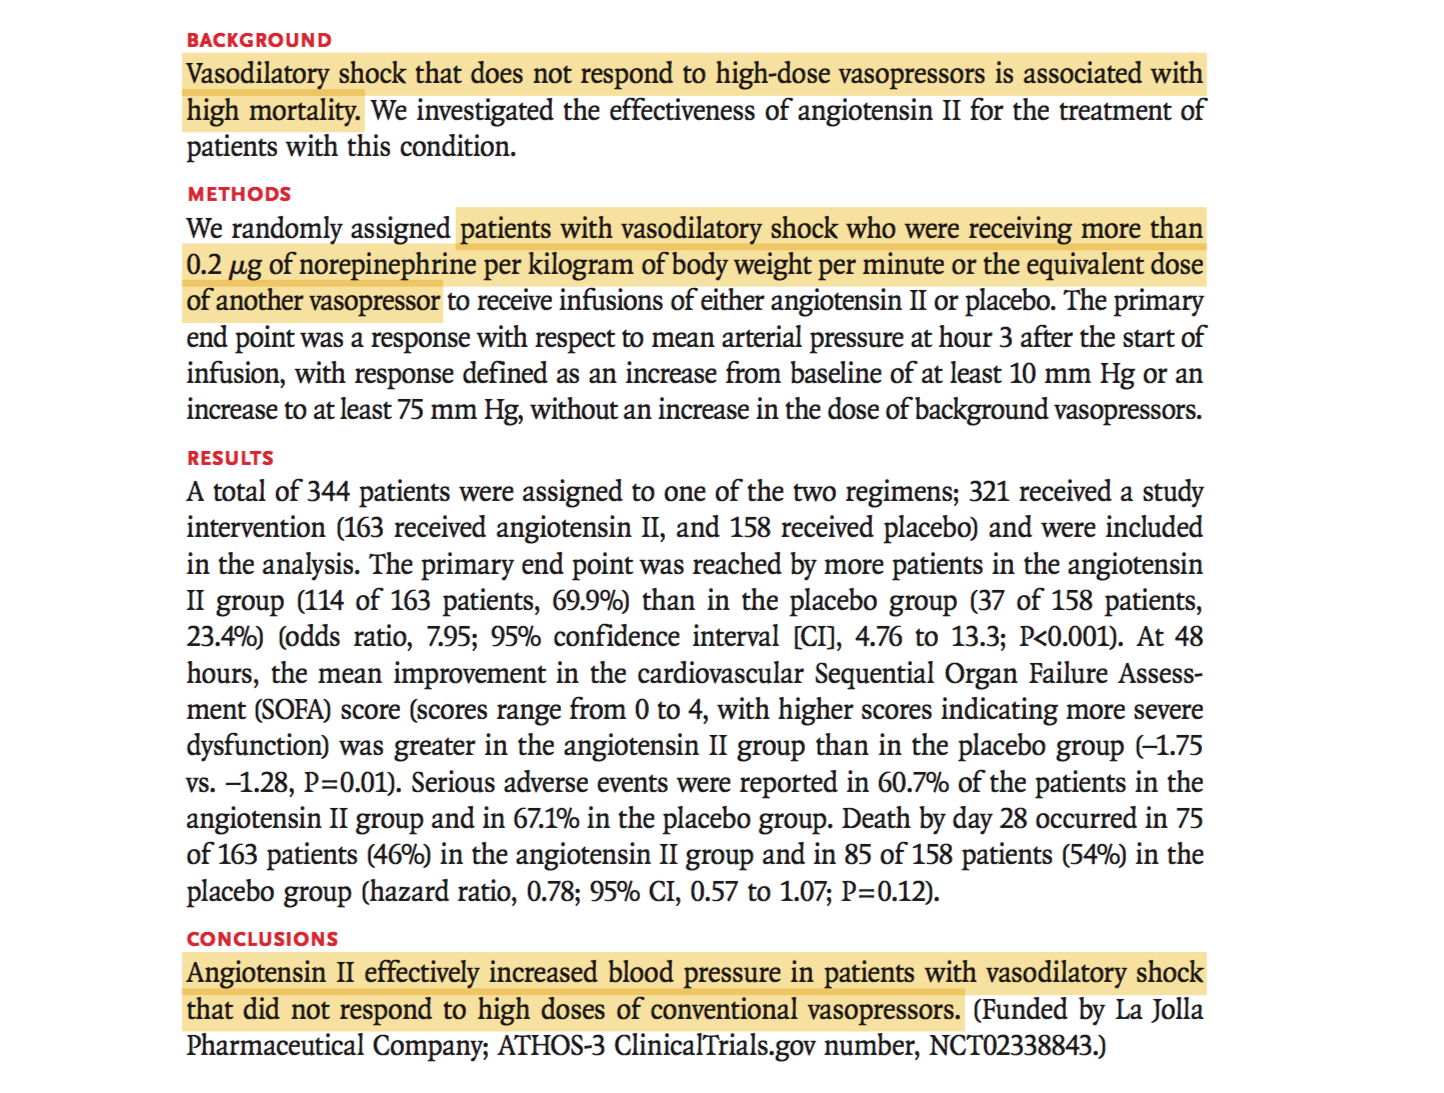 BACKGROUND
Vasodilatory shock that does not respond to high-dose vasopressors is associated with
high mortality. We investigated the effectiveness of angiotensin II for the treatment of
patients with this condition.
METHODS
We randomly assigned patients with vasodilatory shock who were receiving more than
0.2 μg of norepinephrine per kilogram of body weight per minute or the equivalent dose
of another vasopressor to receive infusions of either angiotensin II or placebo. The primary
end point was a response with respect to mean arterial pressure at hour 3 after the start of
infusion, with response defined as an increase from baseline of at least 10 mm Hg or an
increase to at least 75 mm Hg, without an increase in the dose of background vasopressors.
RESULTS
A total of 344 patients were assigned to one of the two regimens; 321 received a study
intervention (163 received angiotensin II, and 158 received placebo) and were included
in the analysis. The primary end point was reached by more patients in the angiotensin
II group (114 of 163 patients, 69.9%) than in the placebo group (37 of 158 patients,
23.4%) (odds ratio, 7.95; 95% confidence interval [CI], 4.76 to 13.3; P<0.001). At 48
hours, the mean improvement in the cardiovascular Sequential Organ Failure Assess-
ment (SOFA) score (scores range from 0 to 4, with higher scores indicating more severe
dysfunction) was greater in the angiotensin II group than in the placebo group (–1.75
vs. –1.28, P=0.01). Serious adverse events were reported in 60.7% of the patients in the
angiotensin II group and in 67.1% in the placebo group. Death by day 28 occurred in 75
of 163 patients (46%) in the angiotensin II group and in 85 of 158 patients (54%) in the
placebo group (hazard ratio, 0.78; 95% CI, 0.57 to 1.07; P=0.12).
CONCLUSIONS
Angiotensin II effectively increased blood pressure in patients with vasodilatory shock
that did not respond to high doses of conventional vasopressors. (Funded by La Jolla
Pharmaceutical Company; ATHOS-3 ClinicalTrials.gov number, NCT02338843.)